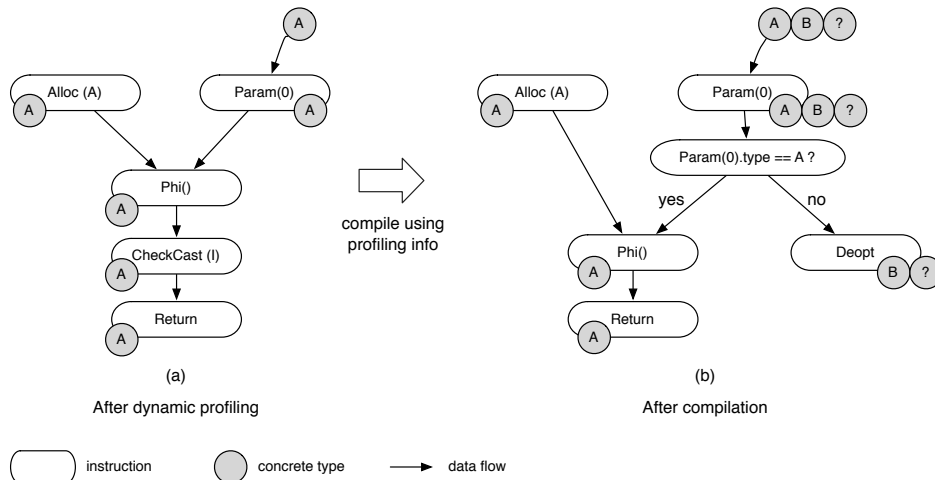 A
Alloc (A)
A
Param(0)
A
Phi()
A
CheckCast (I)
A
Return
A
(a)
After dynamic profiling
compile using
profiling info
A B ?
Alloc (A)
A
Param(0)
A B ?
Param(0).type == A ?
yes
no
Phi()
A
Deopt
B ?
Return
A
(b)
After compilation
instruction
concrete type
data flow